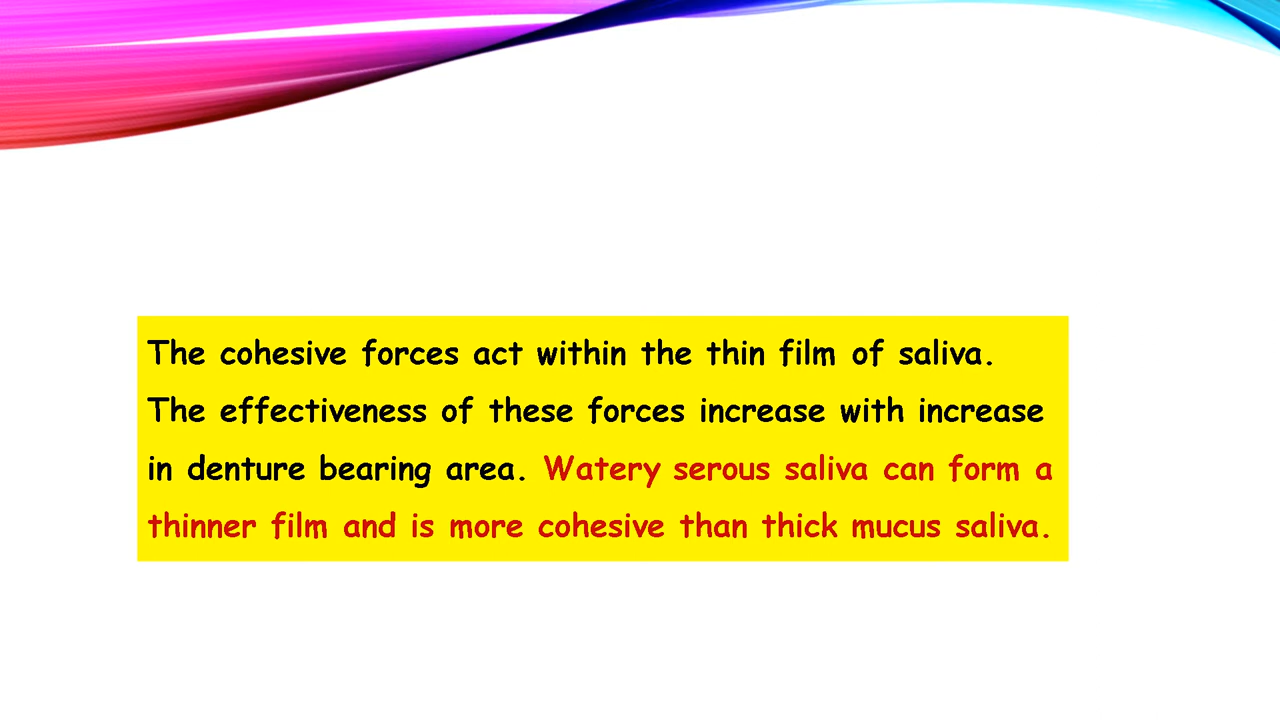 The cohesive forces act within the thin film of saliva.
The effectiveness of these forces increase with increase
in denture bearing area. Watery serous saliva can form a
thinner film and is more cohesive than thick mucus saliva.